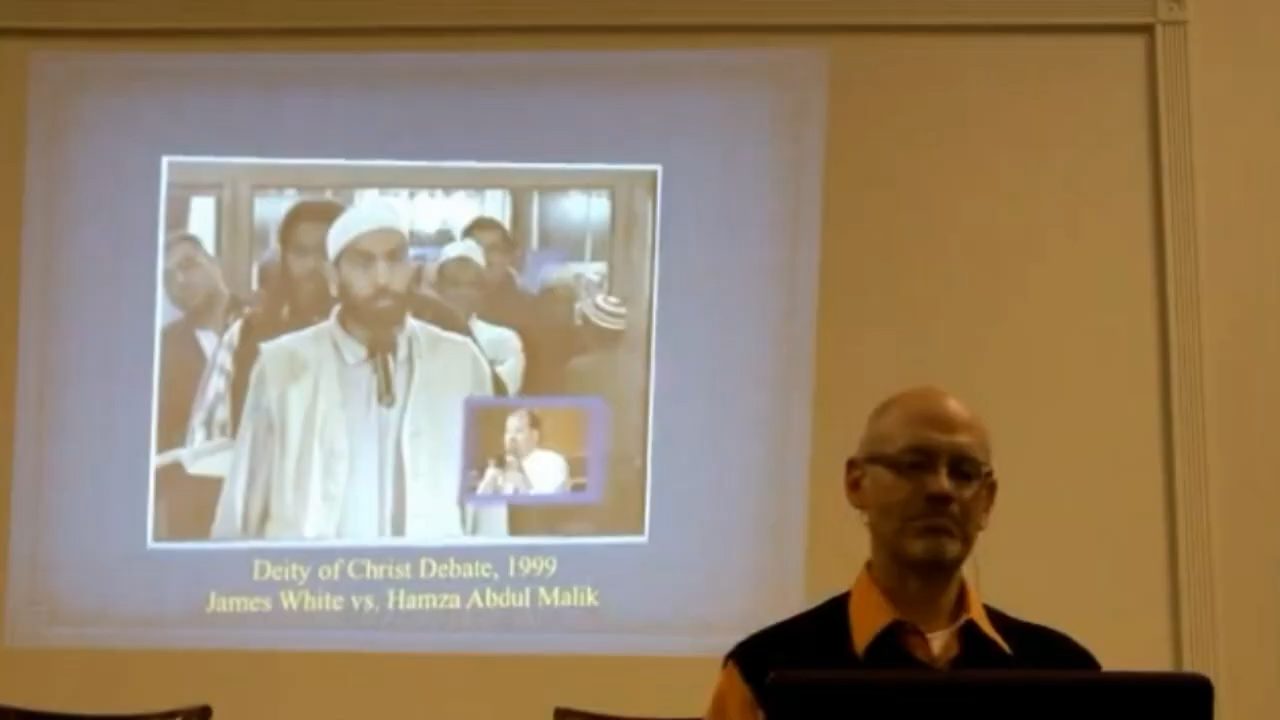 Deity of Christ Debate, 1999
James White vs. Hamza Abdul Malik